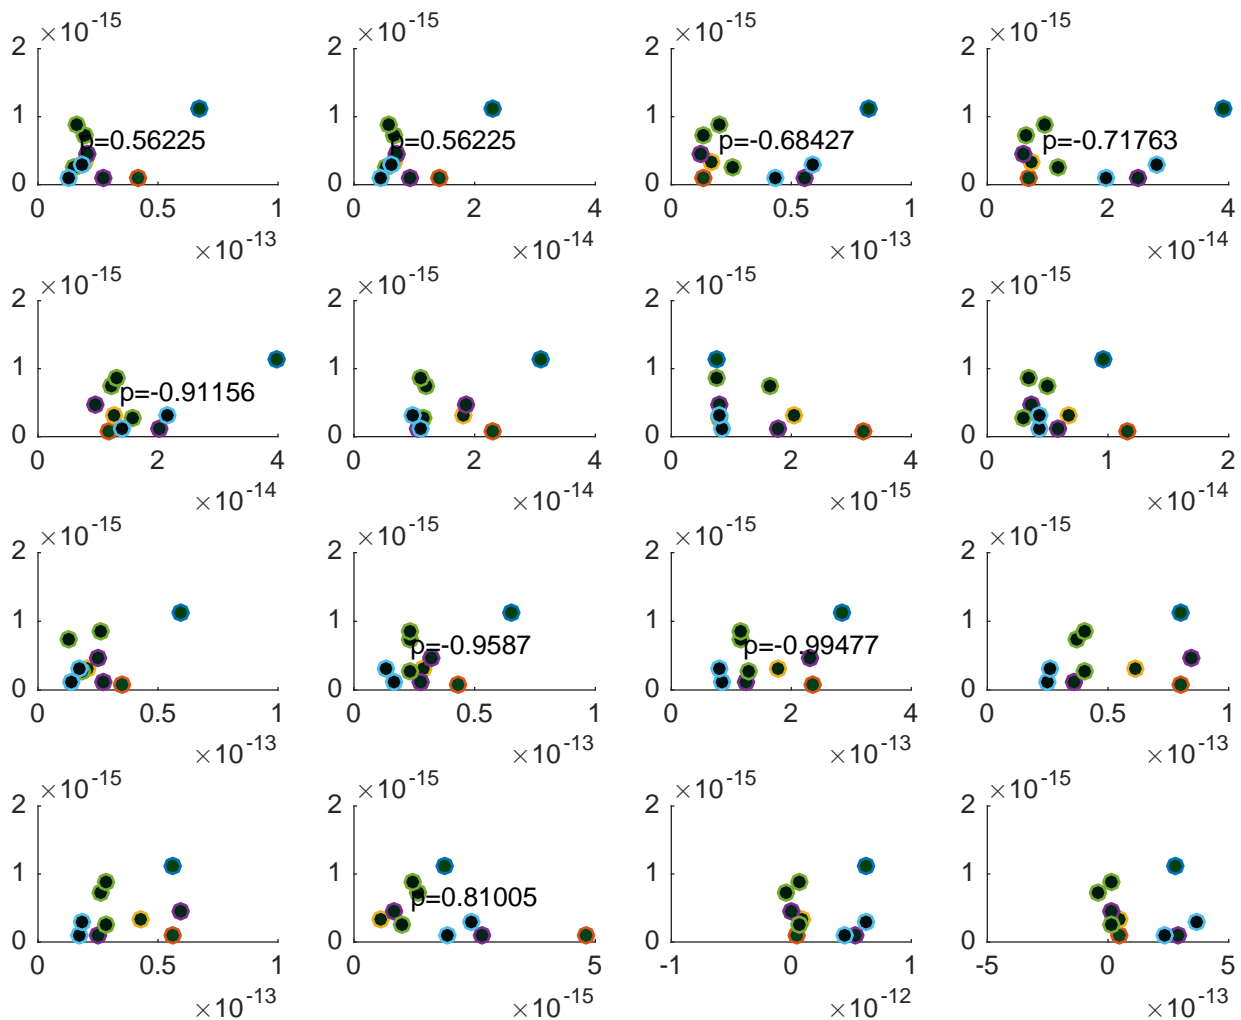 ×10-15 ×10-15 ×10-15 ×10-15
2 2 2 2
1 1 1 1
p=0.56225 p=0.56225 p=-0.68427 p=-0.71763
0 0 0 0
0 0.5 1 0 2 4 0 0.5 1 0 2 4
×10-13 ×10-14 ×10-13 ×10-14
×10-15 ×10-15 ×10-15 ×10-15
2 2 2 2
1 1 1 1
p=-0.91156
0 0 0 0
0 2 4 0 2 4 0 2 4 0 1 2
×10-14 ×10-14 ×10-15 ×10-14
×10-15 ×10-15 ×10-15 ×10-15
2 2 2 2
1 1 1 1
p=-0.9587 p=-0.99477
0 0 0 0
0 0.5 1 0 0.5 1 0 2 4 0 0.5 1
×10-13 ×10-13 ×10-13 ×10-13
×10-15 ×10-15 ×10-15 ×10-15
2 2 2 2
1 1 1 1
p=0.81005
0 0 0 0
0 0.5 1 0 5 -1 0 1 -5 0 5
×10-13 ×10-15 ×10-12 ×10-13